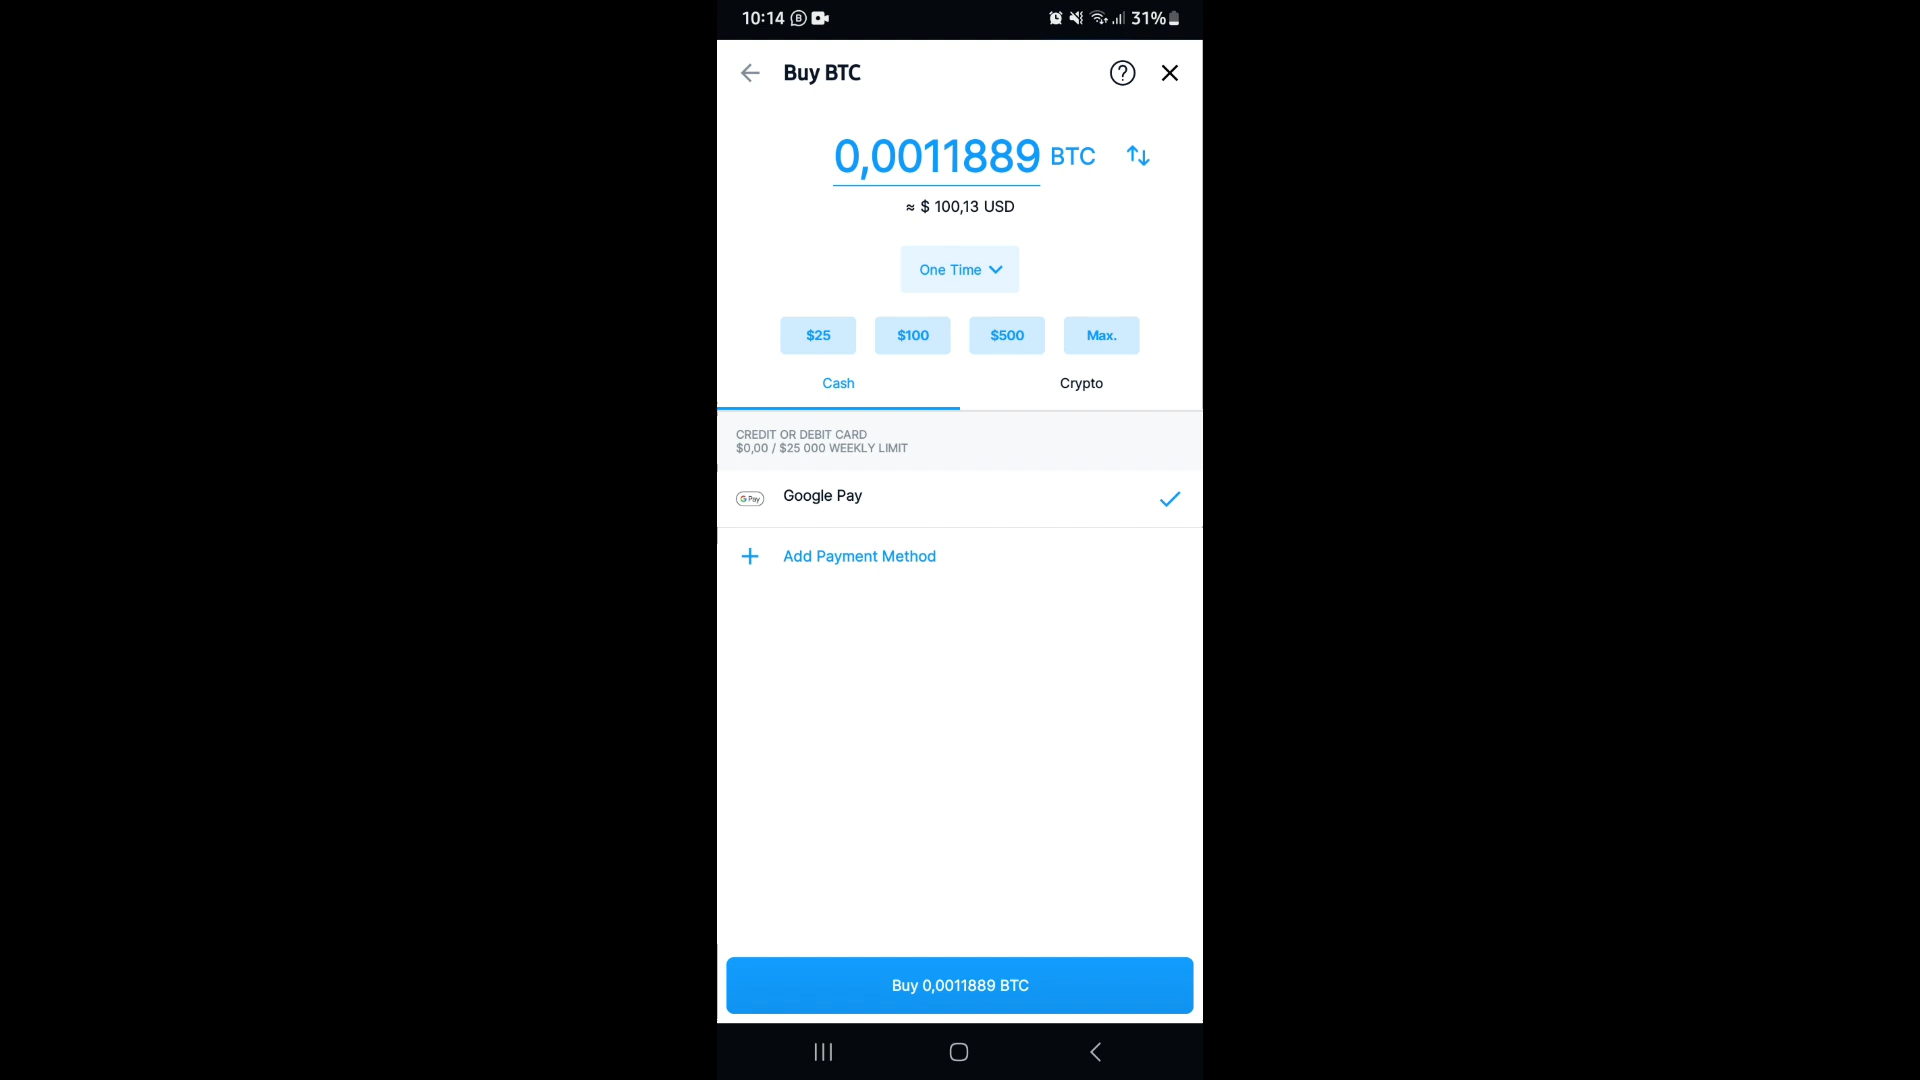 10:14 31%
Buy BTC
0,0011889 BTC
≈ $ 100,13 USD
One Time
$25 $100 $500 Max.
Cash Crypto
CREDIT OR DEBIT CARD
$0,00 / $25 000 WEEKLY LIMIT
G Pay Google Pay
Add Payment Method
Buy 0,0011889 BTC